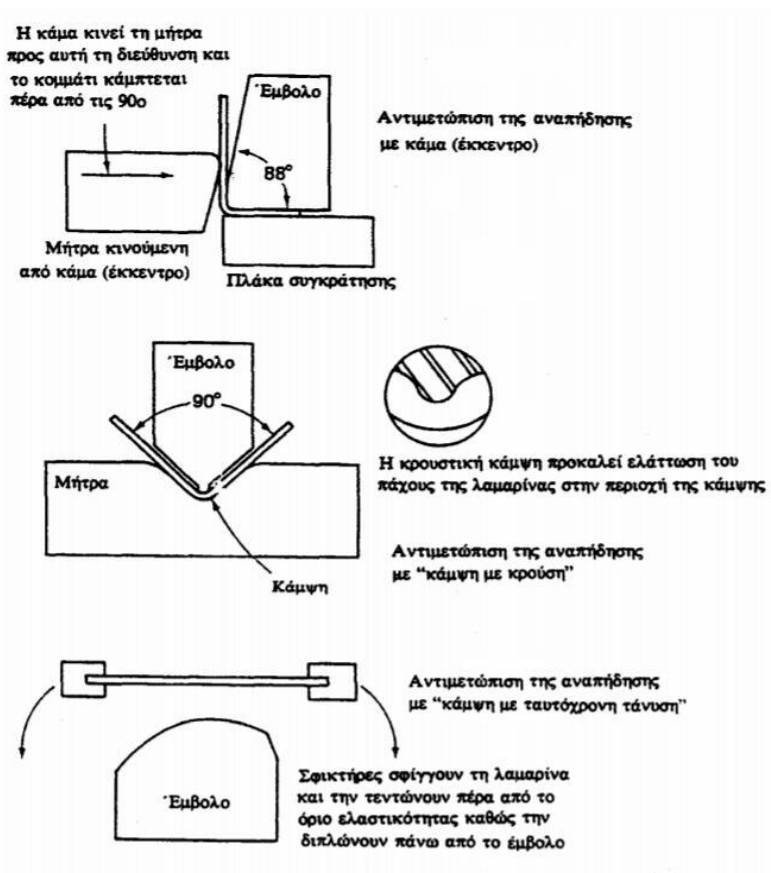 Η κάμα κινεί τη μήτρα
προς αυτή τη διεύθυνση και
το κομμάτι κάμπτεται
πέρα από τις 90ο
Έμβολο
88°
Αντιμετώπιση της αναπήδησης
με κάμα (έκκεντρο)
Μήτρα κινούμενη
από κάμα (έκκεντρο)
Πλάκα συγκράτησης
Έμβολο
90°
Μήτρα
Κάμψη
Η κρουστική κάμψη προκαλεί ελάττωση του
πάχους της λαμαρίνας στην περιοχή της κάμψης
Αντιμετώπιση της αναπήδησης
με “κάμψη με κρούση”
Αντιμετώπιση της αναπήδησης
με “κάμψη με ταυτόχρονη τάνυση”
Έμβολο
Σφικτήρες σφίγγουν τη λαμαρίνα
και την τεντώνουν πέρα από το
όριο ελαστικότητας καθώς την
διπλώνουν πάνω από το έμβολο